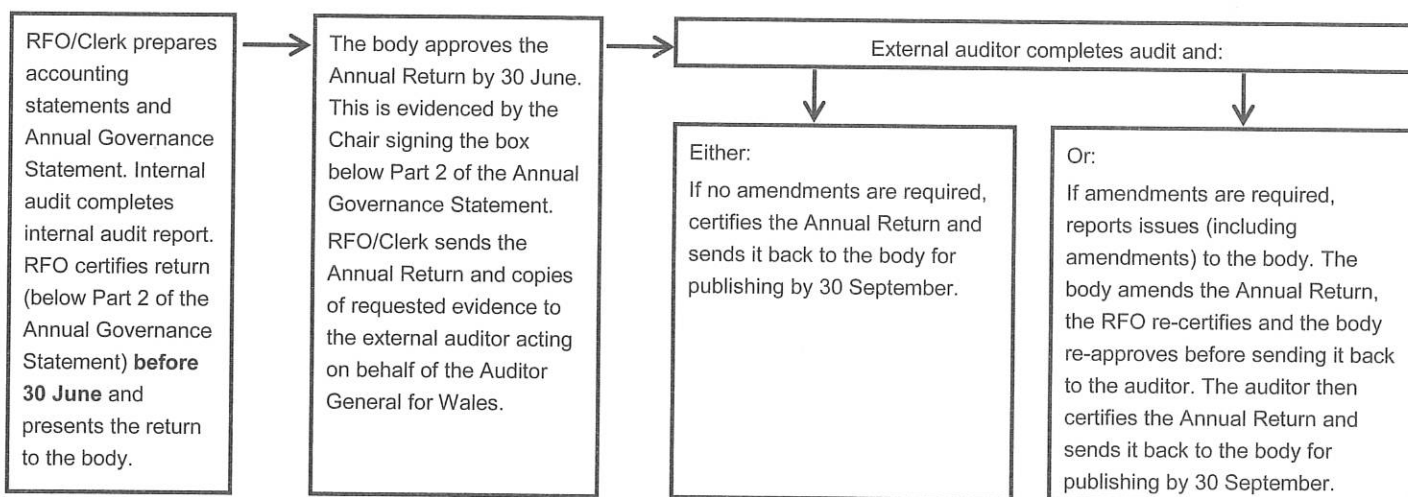 RFO/Clerk prepares
accounting
statements and
Annual Governance
Statement. Internal
audit completes
internal audit report.
RFO certifies return
(below Part 2 of the
Annual Governance
Statement) before
30 June and
presents the return
to the body.
The body approves the
Annual Return by 30 June.
This is evidenced by the
Chair signing the box
below Part 2 of the Annual
Governance Statement.
RFO/Clerk sends the
Annual Return and copies
of requested evidence to
the external auditor acting
on behalf of the Auditor
General for Wales.
External auditor completes audit and:
Either:
If no amendments are required,
certifies the Annual Return and
sends it back to the body for
publishing by 30 September.
Or:
If amendments are required,
reports issues (including
amendments) to the body. The
body amends the Annual Return,
the RFO re-certifies and the body
re-approves before sending it back
to the auditor. The auditor then
certifies the Annual Return and
sends it back to the body for
publishing by 30 September.